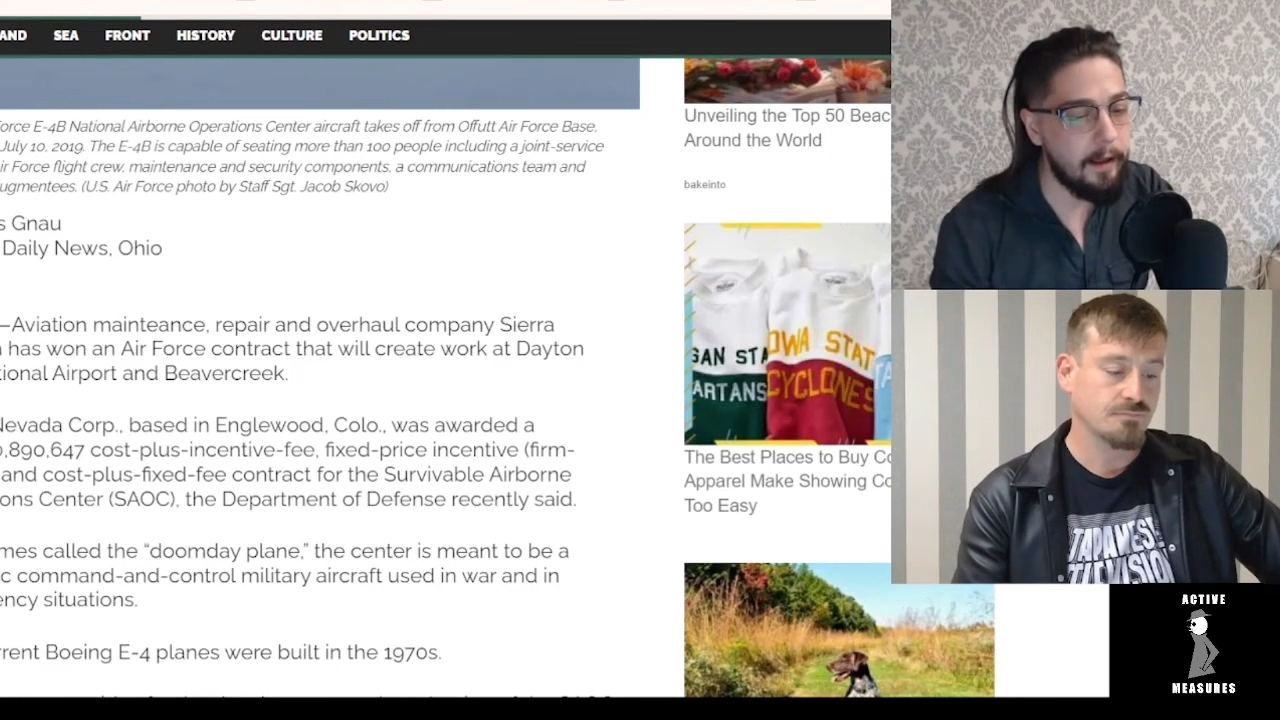 AND SEA FRONT HISTORY CULTURE POLITICS
orce E-4B National Airborne Operations Center aircraft takes off from Offutt Air Force Base,
July 10, 2019. The E-4B is capable of seating more than 100 people including a joint-service
ir Force flight crew, maintenance and security components, a communications team and
ugmentees. (U.S. Air Force photo by Staff Sgt. Jacob Skovo)
s Gnau
Daily News, Ohio
—Aviation mainteance, repair and overhaul company Sierra
has won an Air Force contract that will create work at Dayton
ional Airport and Beavercreek.
Nevada Corp., based in Englewood, Colo., was awarded a
0,890,647 cost-plus-incentive-fee, fixed-price incentive (firm-
and cost-plus-fixed-fee contract for the Survivable Airborne
ons Center (SAOC), the Department of Defense recently said.
mes called the “doomday plane,” the center is meant to be a
c command-and-control military aircraft used in war and in
ency situations.
rrent Boeing E-4 planes were built in the 1970s.
Unveiling the Top 50 Beac
Around the World
bakeinto
GAN STA
ARTANS
IOWA STAT
CYCLONES
The Best Places to Buy Co
Apparel Make Showing Co
Too Easy
JAPANESE
TELEVISION
ACTIVE
MEASURES